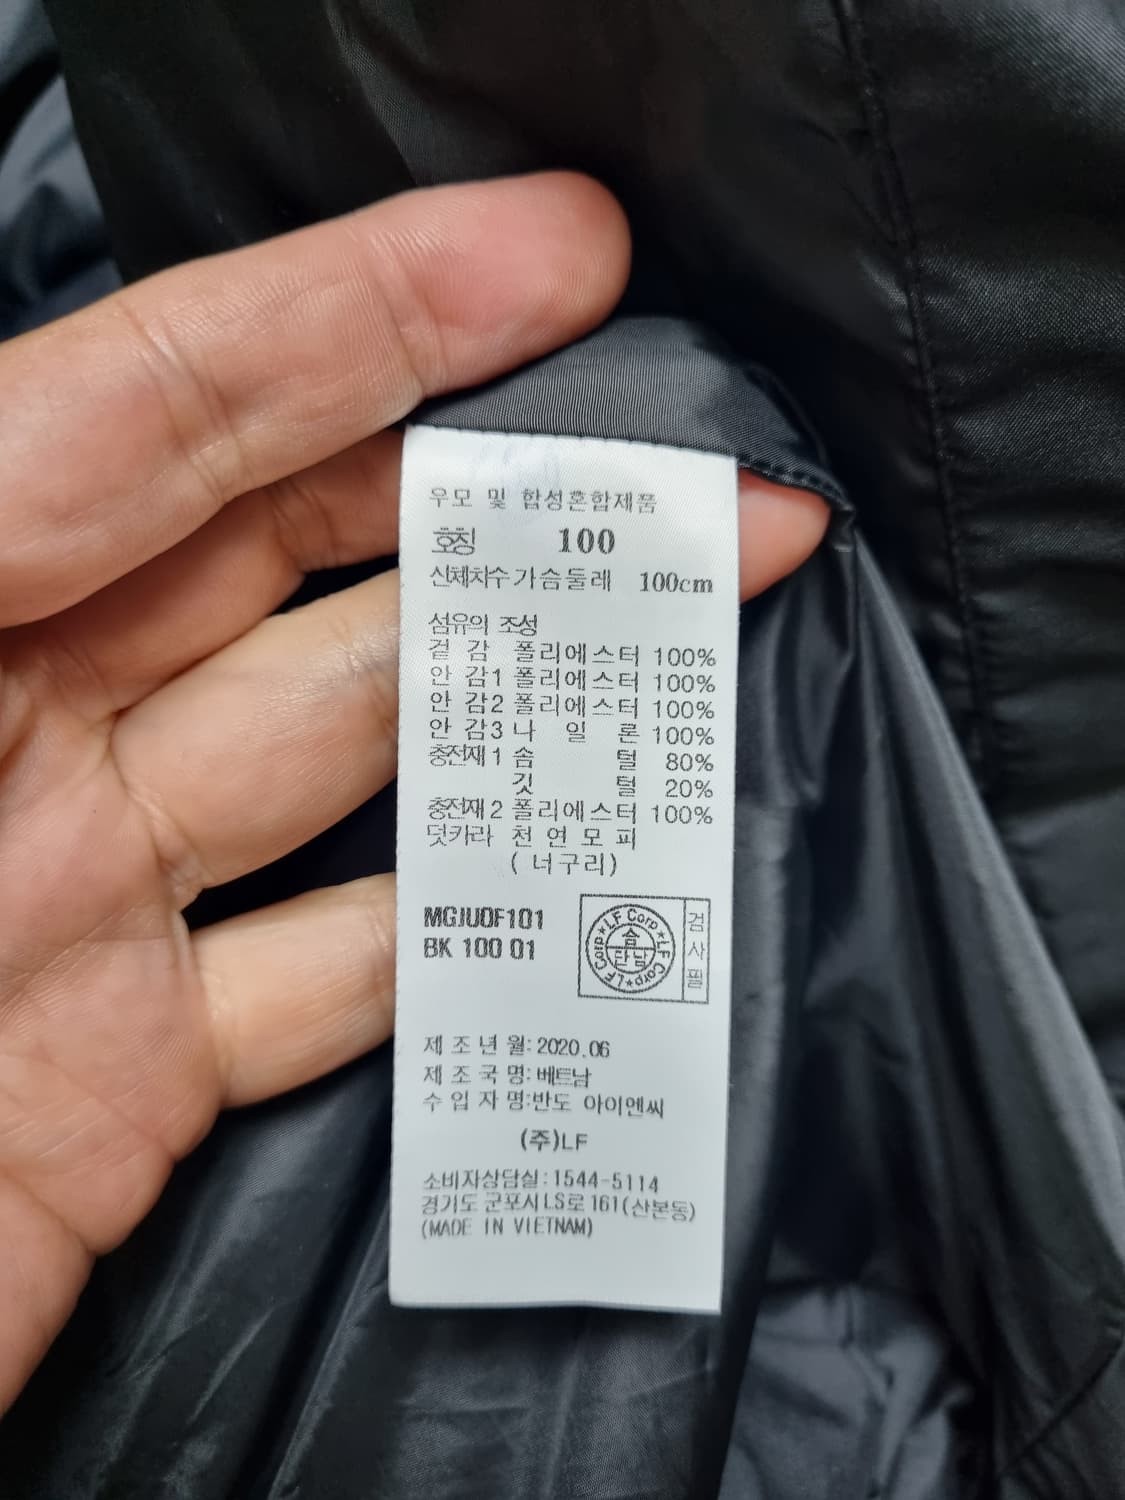 우모 및 합성혼합제품
호칭 100
신체치수 가슴둘레 100cm
섬유의 조성
겉 감 폴리에스터 100%
안 감1 폴리에스터 100%
안 감2 폴리에스터 100%
안 감3 나 일 론 100%
충전재1 솜 털 80%
깃 털 20%
충전재2 폴리에스터 100%
덧카라 천 연 모 피
( 너구리)
MGJU0F101
BK 100 01
LF Corp★LF Corp★LF Corp★
솜
단남
검사필
제 조 년 월: 2020.06
제 조 국 명: 베트남
수 입 자 명:반도 아이엔씨
(주)LF
소비자상담실: 1544-5114
경기도 군포시 LS로 161(산본동)
(MADE IN VIETNAM)